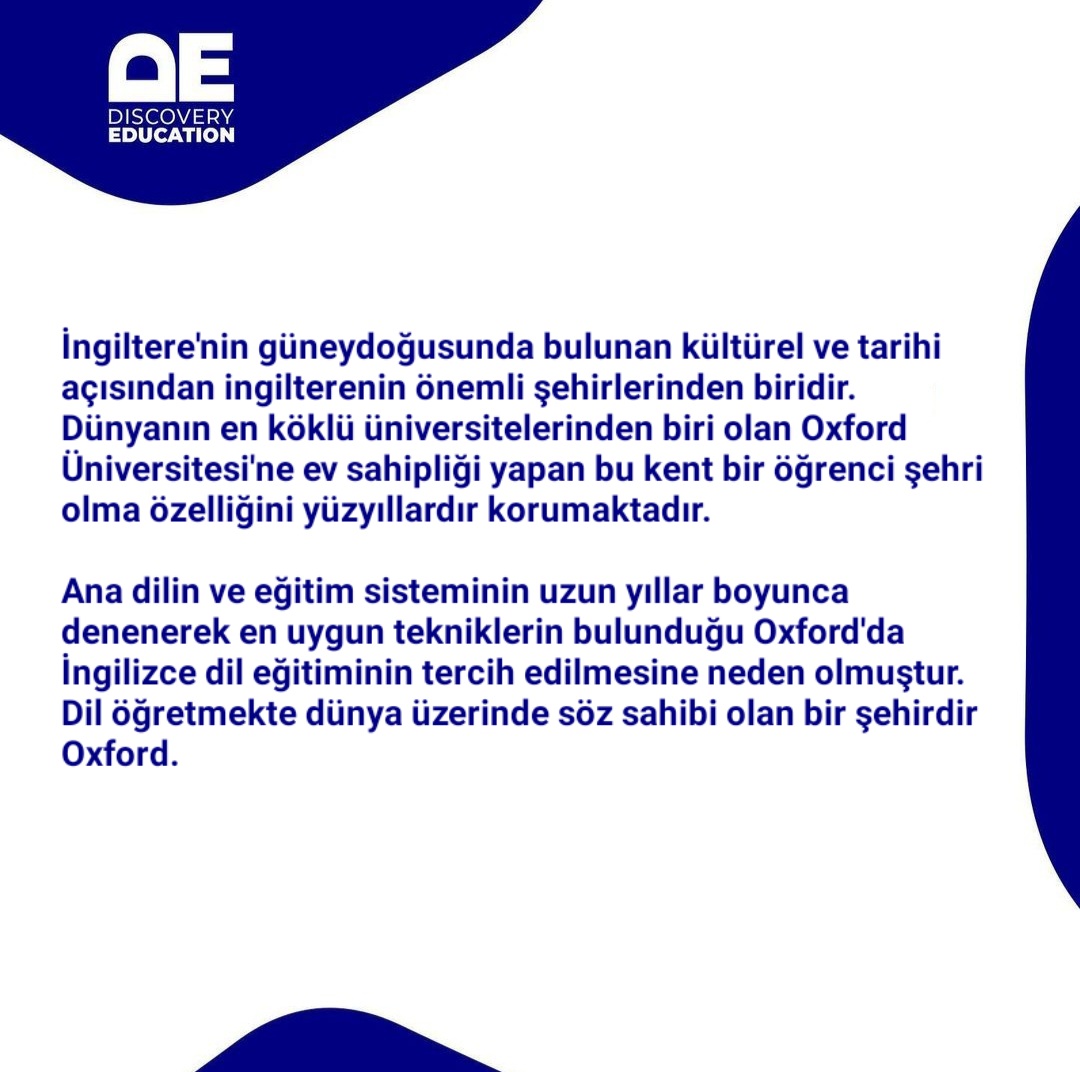 DE
DISCOVERY
EDUCATION
İngiltere'nin güneydoğusunda bulunan kültürel ve tarihi
açısından ingilterenin önemli şehirlerinden biridir.
Dünyanın en köklü üniversitelerinden biri olan Oxford
Üniversitesi'ne ev sahipliği yapan bu kent bir öğrenci şehri
olma özelliğini yüzyıllardır korumaktadır.
Ana dilin ve eğitim sisteminin uzun yıllar boyunca
denenerek en uygun tekniklerin bulunduğu Oxford'da
İngilizce dil eğitiminin tercih edilmesine neden olmuştur.
Dil öğretmekte dünya üzerinde söz sahibi olan bir şehirdir
Oxford.